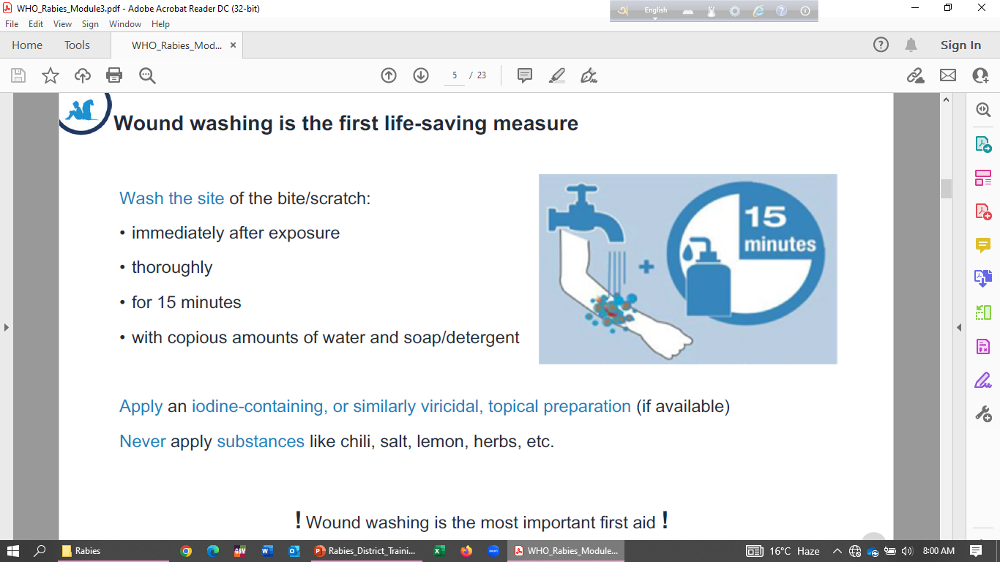 WHO_Rabies_Module3.pdf - Adobe Acrobat Reader DC (32-bit)
English
File Edit View Sign Window Help
Home Tools WHO_Rabies_Mod... × Sign In
5 / 23
Wound washing is the first life-saving measure
Wash the site of the bite/scratch:
• immediately after exposure
• thoroughly
• for 15 minutes
• with copious amounts of water and soap/detergent
15
minutes
Apply an iodine-containing, or similarly viricidal, topical preparation (if available)
Never apply substances like chili, salt, lemon, herbs, etc.
! Wound washing is the most important first aid !
Rabies GSM Rabies_District_Traini... WHO_Rabies_Module... 16°C Haze 8:00 AM